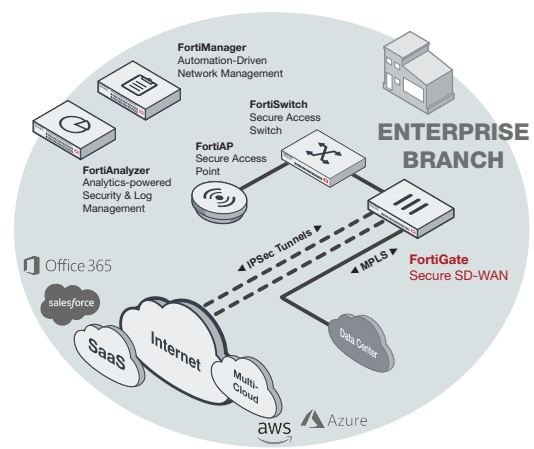 FortiManager
Automation-Driven
Network Management
FortiSwitch
Secure Access
Switch
ENTERPRISE
BRANCH
FortiAP
Secure Access
Point
FortiAnalyzer
Analytics-powered
Security & Log
Management
◄ IPSec Tunnels ►
◄ MPLS ►
FortiGate
Secure SD-WAN
Office 365
salesforce
SaaS
Internet
Multi-
Cloud
Data Center
aws
Azure